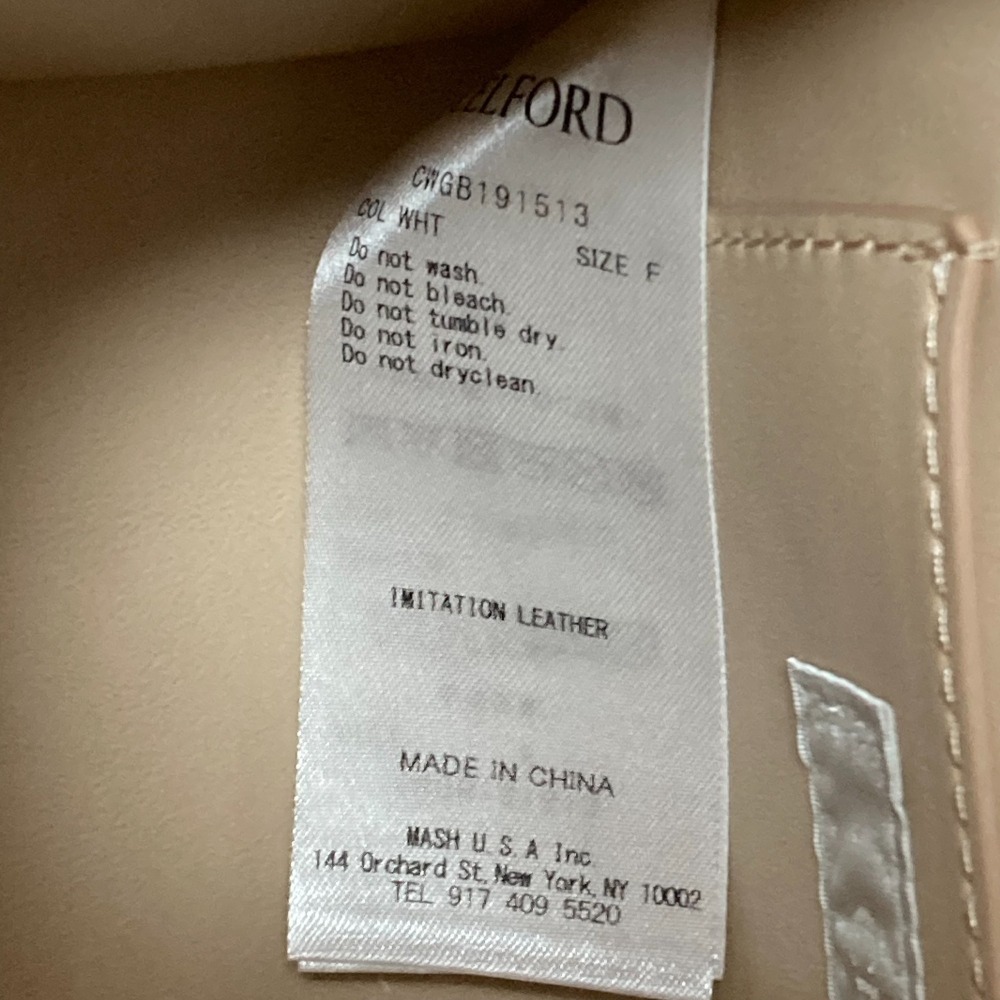 ELFORD
CWGB191513
COL WHT
SIZE F
Do not wash.
Do not bleach.
Do not tumble dry.
Do not iron.
Do not dryclean.
IMITATION LEATHER
MADE IN CHINA
MASH U.S.A Inc.
144 Orchard St, New York, NY 10002
TEL 917 409 5520